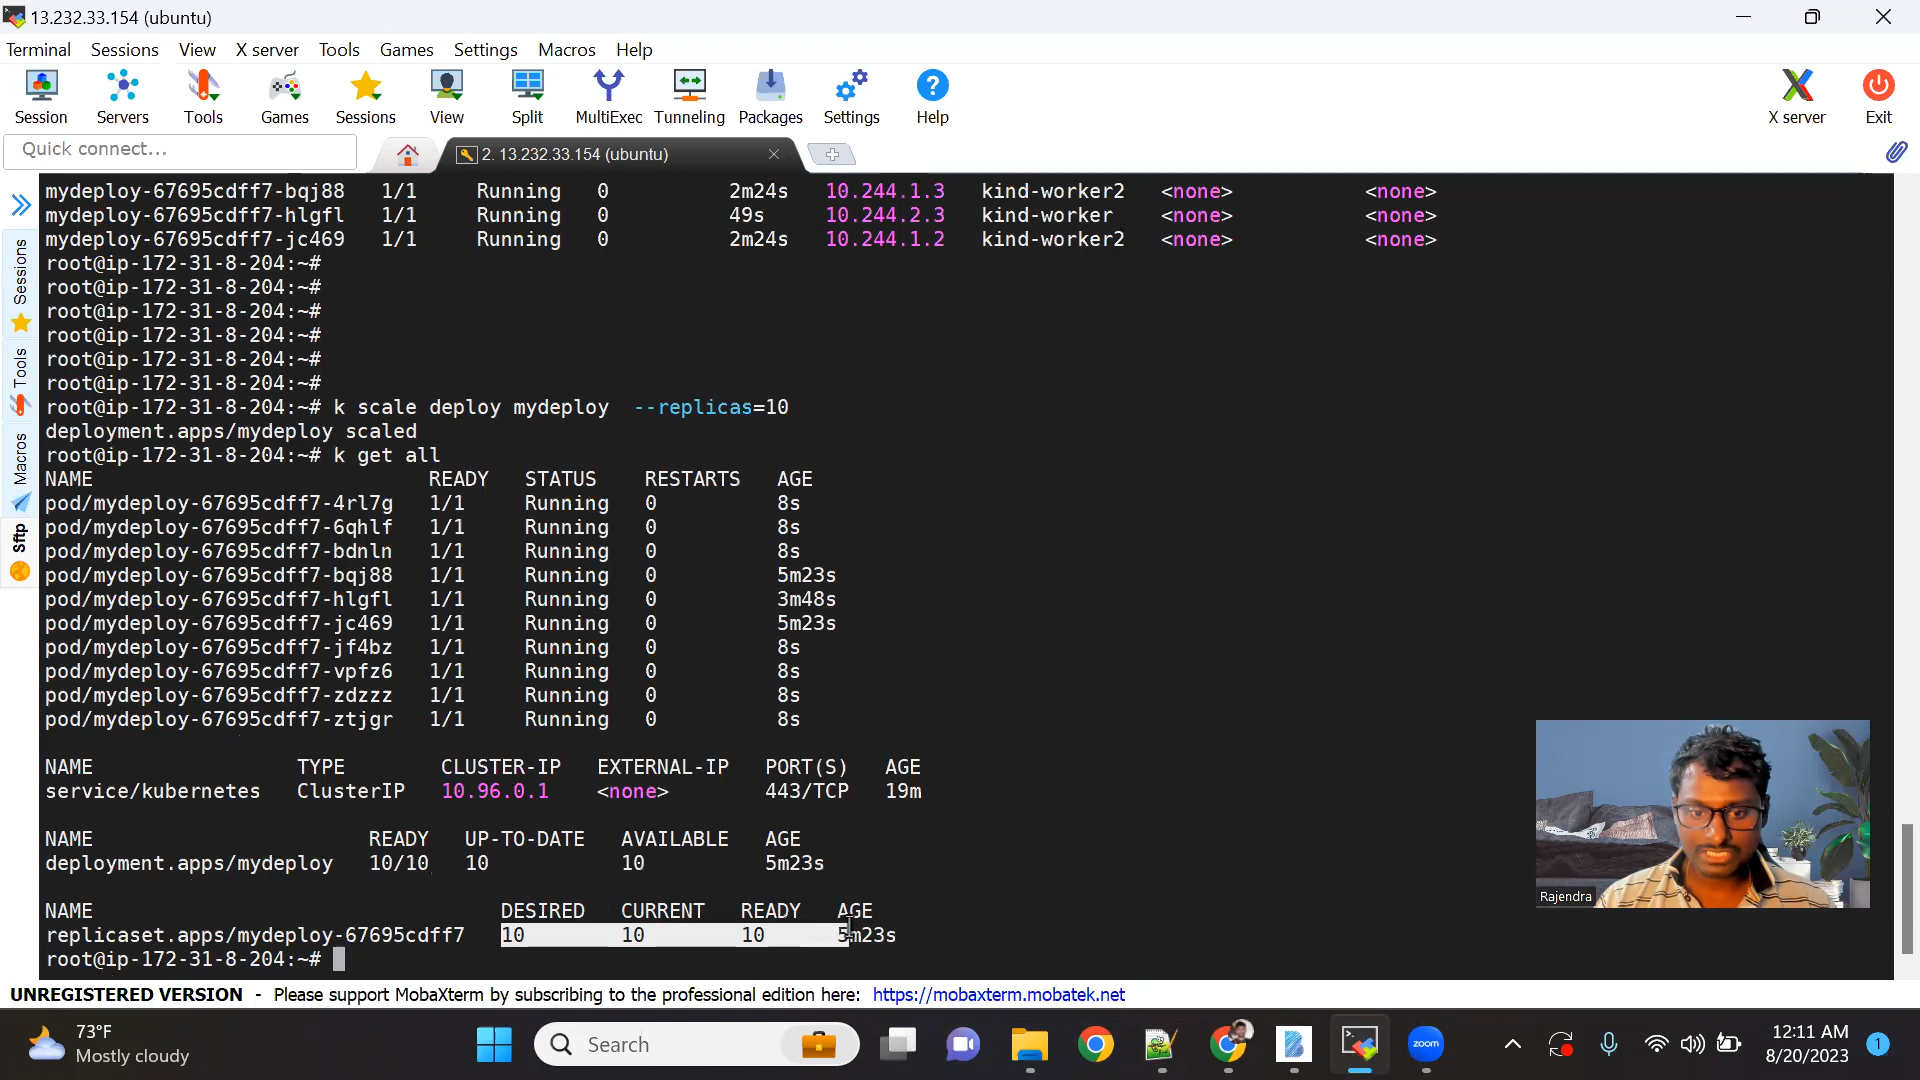 13.232.33.154 (ubuntu)
Terminal Sessions View X server Tools Games Settings Macros Help
Session Servers Tools Games Sessions View Split MultiExec Tunneling Packages Settings Help X server Exit
Quick connect...
2. 13.232.33.154 (ubuntu)
Sessions
Tools
Macros
Sftp
mydeploy-67695cdff7-bqj88 1/1 Running 0 2m24s 10.244.1.3 kind-worker2 <none> <none>
mydeploy-67695cdff7-hlgfl 1/1 Running 0 49s 10.244.2.3 kind-worker <none> <none>
mydeploy-67695cdff7-jc469 1/1 Running 0 2m24s 10.244.1.2 kind-worker2 <none> <none>
root@ip-172-31-8-204:~#
root@ip-172-31-8-204:~#
root@ip-172-31-8-204:~#
root@ip-172-31-8-204:~#
root@ip-172-31-8-204:~#
root@ip-172-31-8-204:~#
root@ip-172-31-8-204:~# k scale deploy mydeploy --replicas=10
deployment.apps/mydeploy scaled
root@ip-172-31-8-204:~# k get all
NAME READY STATUS RESTARTS AGE
pod/mydeploy-67695cdff7-4rl7g 1/1 Running 0 8s
pod/mydeploy-67695cdff7-6qhlf 1/1 Running 0 8s
pod/mydeploy-67695cdff7-bdnln 1/1 Running 0 8s
pod/mydeploy-67695cdff7-bqj88 1/1 Running 0 5m23s
pod/mydeploy-67695cdff7-hlgfl 1/1 Running 0 3m48s
pod/mydeploy-67695cdff7-jc469 1/1 Running 0 5m23s
pod/mydeploy-67695cdff7-jf4bz 1/1 Running 0 8s
pod/mydeploy-67695cdff7-vpfz6 1/1 Running 0 8s
pod/mydeploy-67695cdff7-zdzzz 1/1 Running 0 8s
pod/mydeploy-67695cdff7-ztjgr 1/1 Running 0 8s
NAME TYPE CLUSTER-IP EXTERNAL-IP PORT(S) AGE
service/kubernetes ClusterIP 10.96.0.1 <none> 443/TCP 19m
NAME READY UP-TO-DATE AVAILABLE AGE
deployment.apps/mydeploy 10/10 10 10 5m23s
NAME DESIRED CURRENT READY AGE
replicaset.apps/mydeploy-67695cdff7 10 10 10 5m23s
root@ip-172-31-8-204:~#
Rajendra
UNREGISTERED VERSION - Please support MobaXterm by subscribing to the professional edition here: https://mobaxterm.mobatek.net
73°F
Mostly cloudy
Search
zoom
12:11 AM
8/20/2023
1